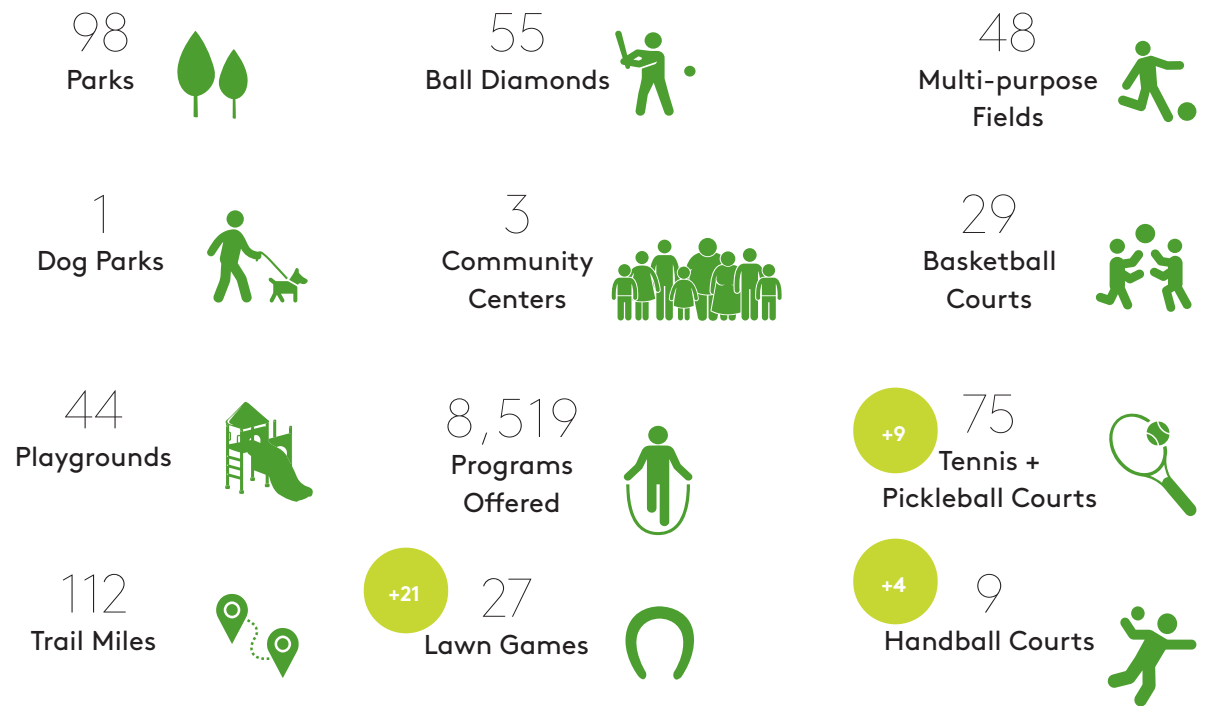 98
Parks
55
Ball Diamonds
48
Multi-purpose
Fields
1
Dog Parks
3
Community
Centers
29
Basketball
Courts
44
Playgrounds
8,519
Programs
Offered
+9
75
Tennis +
Pickleball Courts
112
Trail Miles
+21
27
Lawn Games
+4
9
Handball Courts